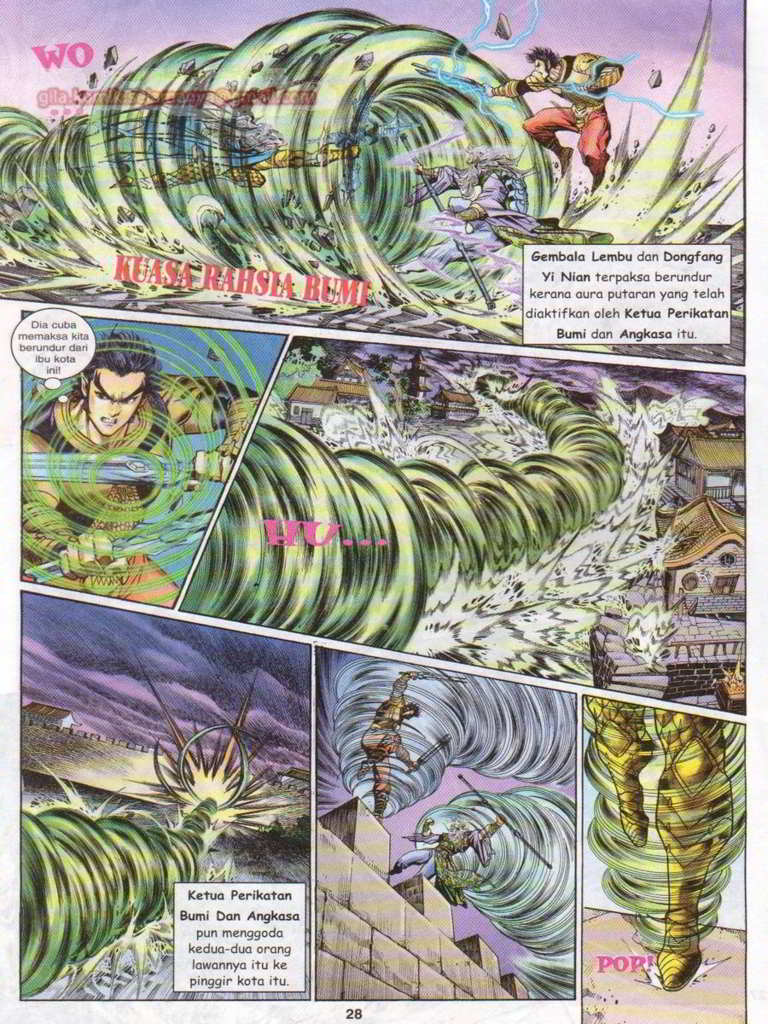 WO
KUASA RAHSIA BUMI
Gembala Lembu dan Dongfang
Yi Nian terpaksa berundur
kerana aura putaran yang telah
diaktifkan oleh Ketua Perikatan
Bumi dan Angkasa itu.
Dia cuba
memaksa kita
berundur dari
ibu kota
ini!
HU...
Ketua Perikatan
Bumi Dan Angkasa
pun menggoda
kedua-dua orang
lawannya itu ke
pinggir kota itu.
POP!
28